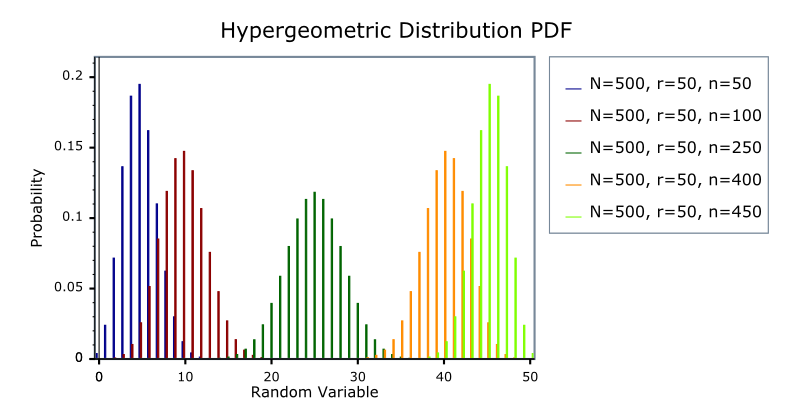 Hypergeometric Distribution PDF
0.2
0.15
0.1
0.05
0
Probability
0 10 20 30 40 50
Random Variable
N=500, r=50, n=50
N=500, r=50, n=100
N=500, r=50, n=250
N=500, r=50, n=400
N=500, r=50, n=450